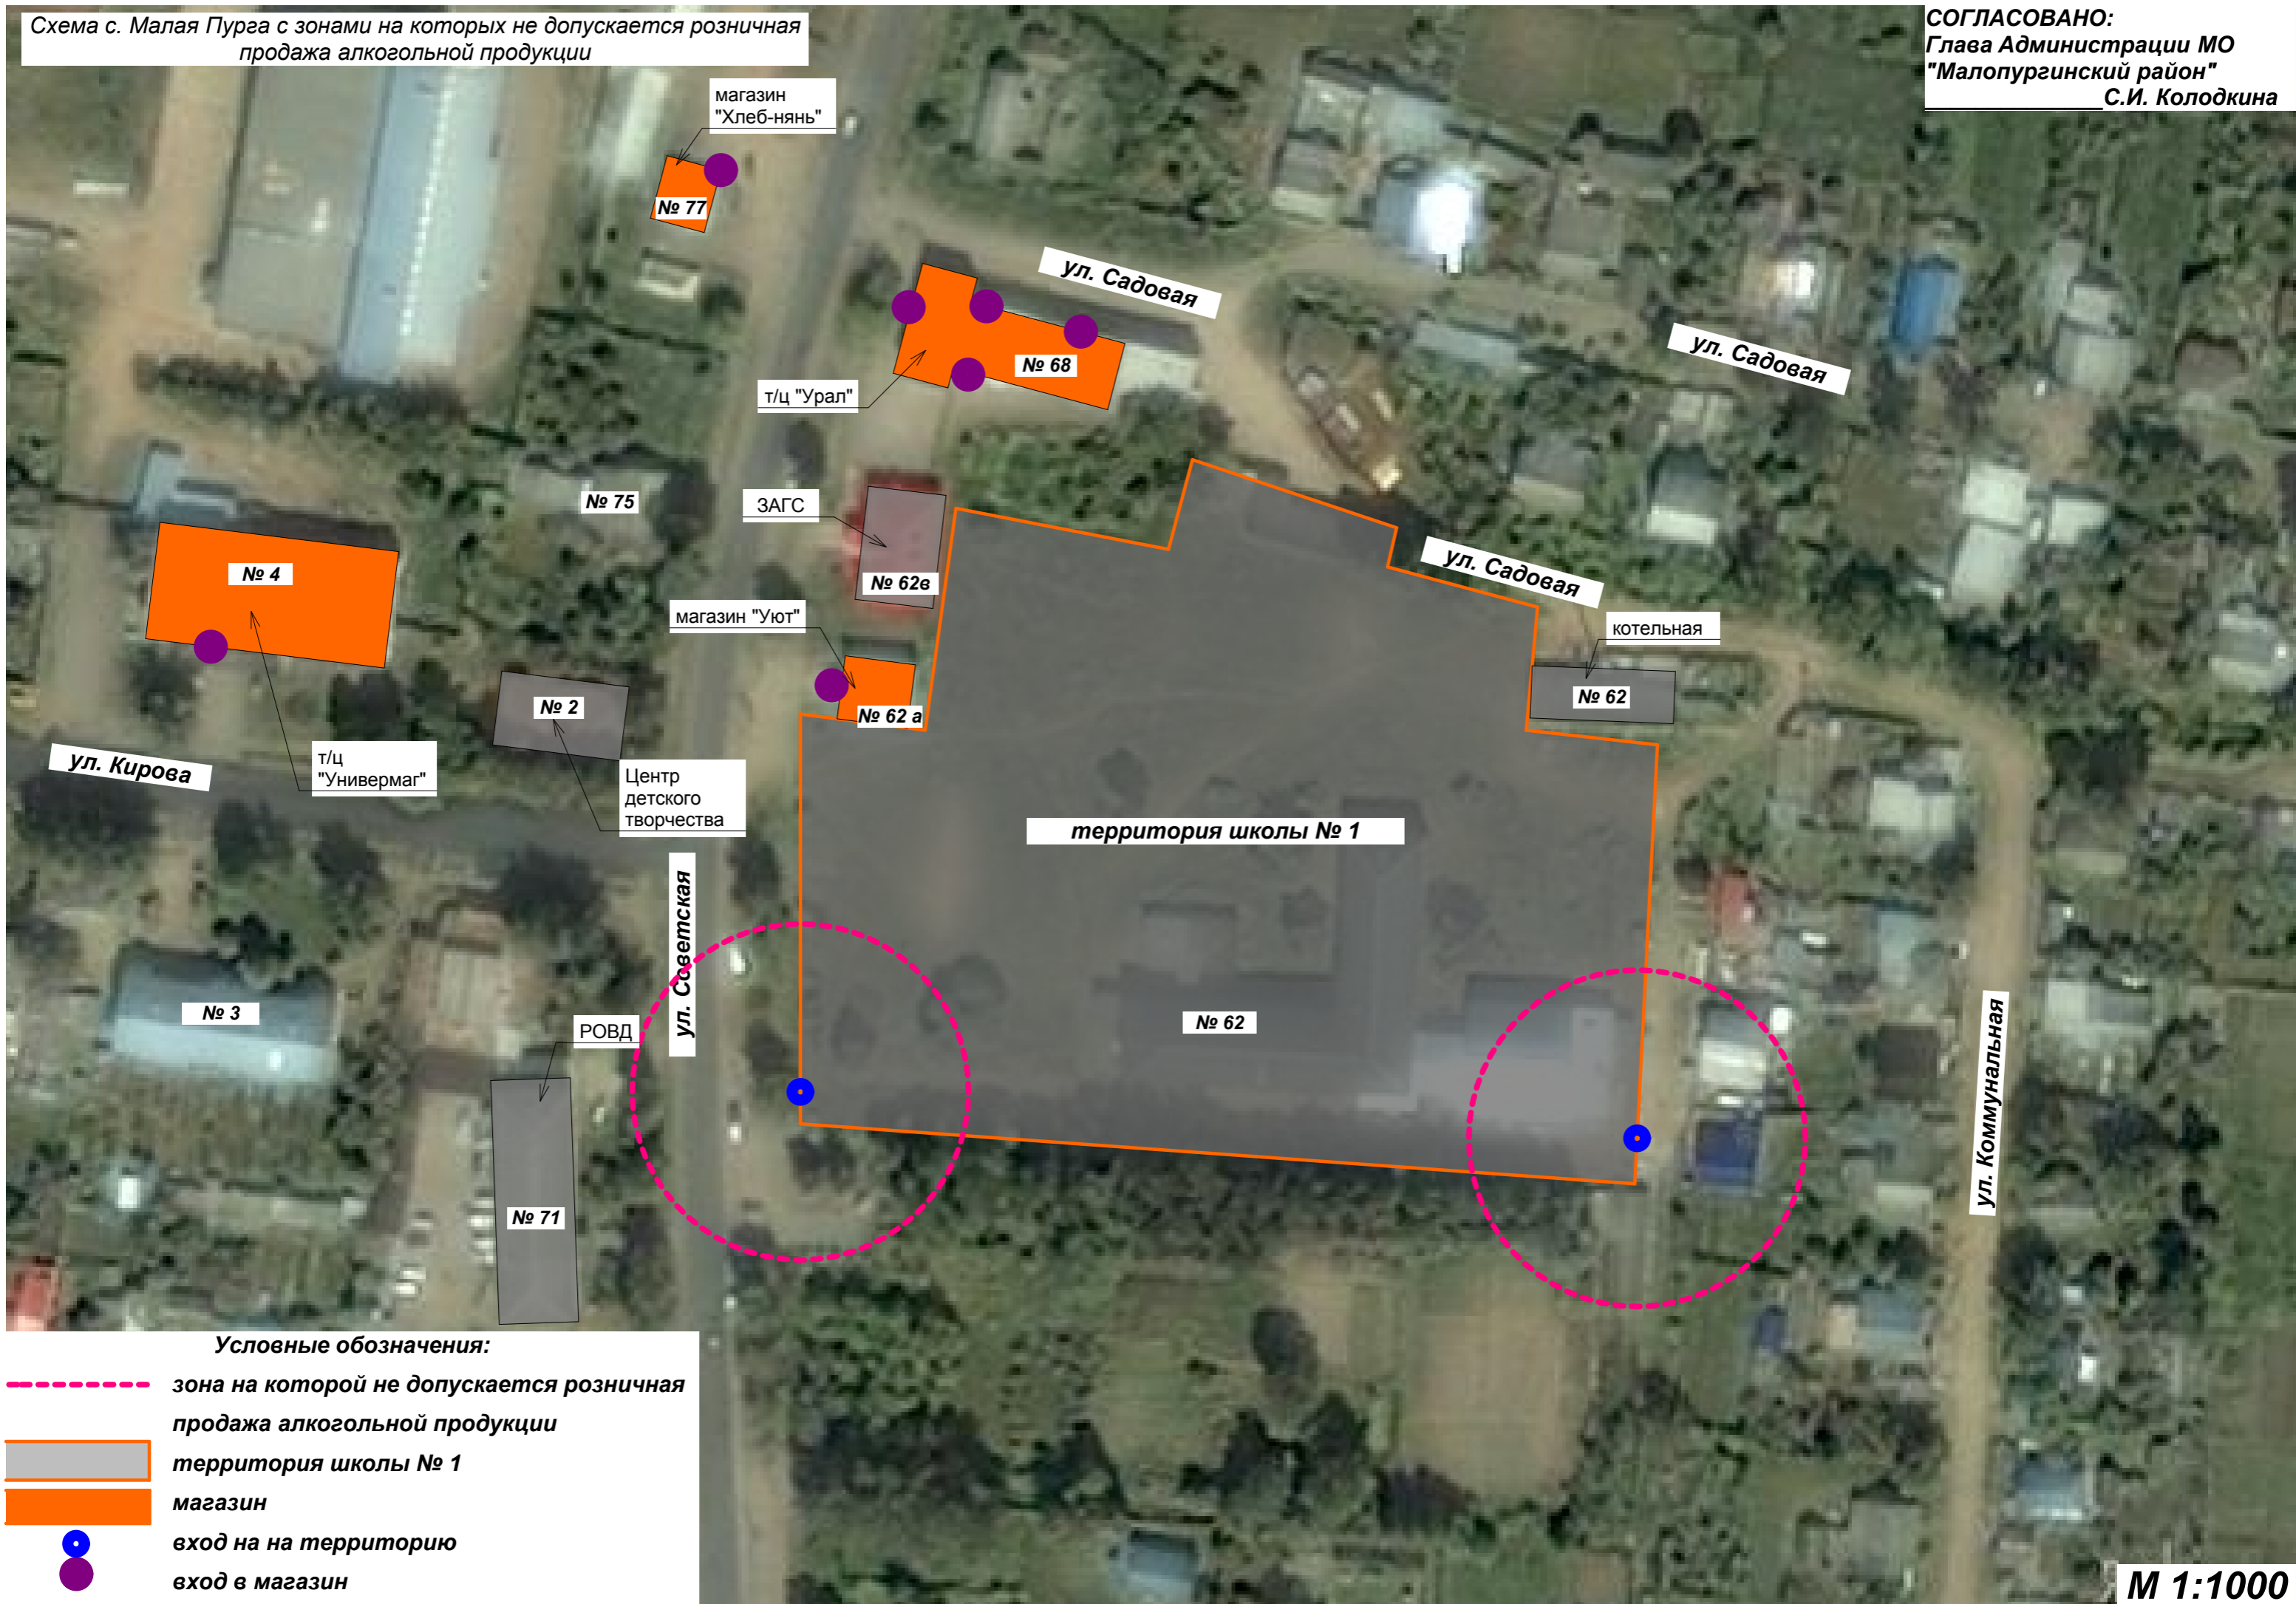 Схема с. Малая Пурга с зонами на которых не допускается розничная
продажа алкогольной продукции
СОГЛАСОВАНО:
Глава Администрации МО
"Малопургинский район"
_____________С.И. Колодкина
магазин
"Хлеб-нянь"
№ 77
ул. Садовая
ул. Садовая
№ 68
т/ц "Урал"
№ 75
ЗАГС
№ 62в
№ 4
ул. Садовая
магазин "Уют"
котельная
№ 62
№ 62 а
№ 2
ул. Кирова
т/ц
"Универмаг"
Центр
детского
творчества
территория школы № 1
ул. Советская
№ 3
РОВД
№ 62
ул. Коммунальная
№ 71
Условные обозначения:
зона на которой не допускается розничная
продажа алкогольной продукции
территория школы № 1
магазин
вход на на территорию
вход в магазин
М 1:1000